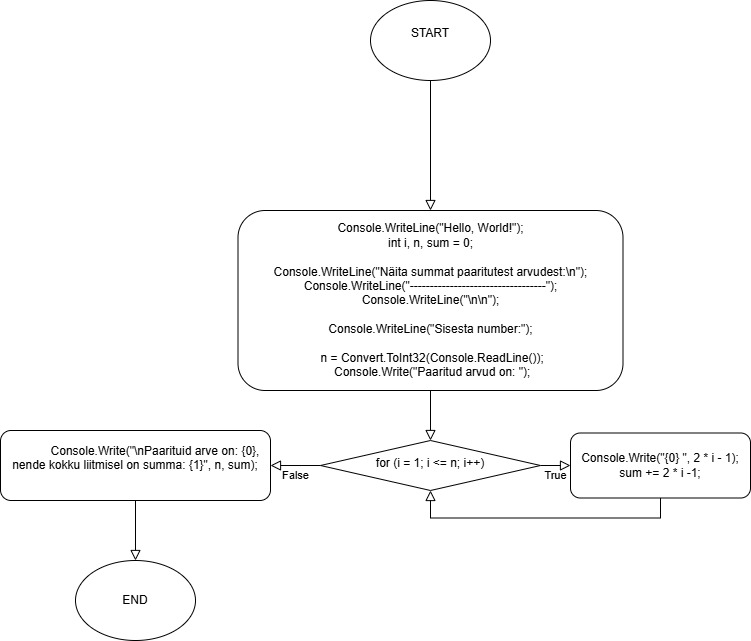 START
Console.WriteLine("Hello, World!");
int i, n, sum = 0;
Console.WriteLine("Näita summat paaritutest arvudest:\n");
Console.WriteLine("----------------------------------");
Console.WriteLine("\n\n");
Console.WriteLine("Sisesta number:");
n = Convert.ToInt32(Console.ReadLine());
Console.Write("Paaritud arvud on: ");
for (i = 1; i <= n; i++)
False
True
Console.Write("\nPaarituid arve on: {0},
nende kokku liitmisel on summa: {1}", n, sum);
Console.Write("{0} ", 2 * i - 1);
sum += 2 * i -1;
END